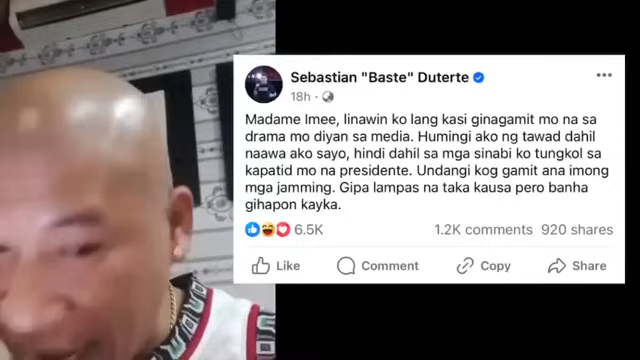 Sebastian "Baste" Duterte
18h ·
Madame Imee, linawin ko lang kasi ginagamit mo na sa
drama mo diyan sa media. Humingi ako ng tawad dahil
naawa ako sayo, hindi dahil sa mga sinabi ko tungkol sa
kapatid mo na presidente. Undangi kog gamit ana imong
mga jamming. Gipa lampas na taka kausa pero banha
gihapon kayka.
6.5K 1.2K comments 920 shares
Like Comment Copy Share